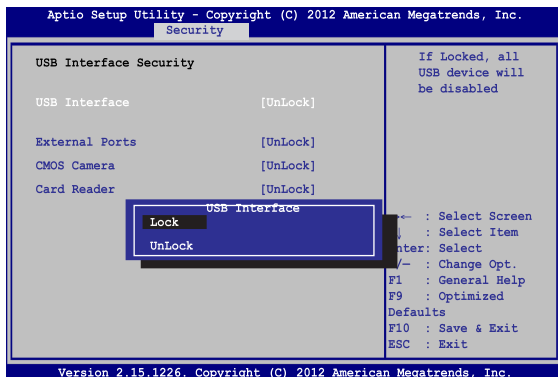 Aptio Setup Utility - Copyright (C) 2012 American Megatrends, Inc.
Security
USB Interface Security
USB Interface [UnLock]
External Ports [UnLock]
CMOS Camera [UnLock]
Card Reader [UnLock]
USB Interface
Lock
UnLock
If Locked, all
USB device will
be disabled
← : Select Screen
↓ : Select Item
nter: Select
/— : Change Opt.
F1 : General Help
F9 : Optimized
Defaults
F10 : Save & Exit
ESC : Exit
Version 2.15.1226. Copyright (C) 2012 American Megatrends, Inc.